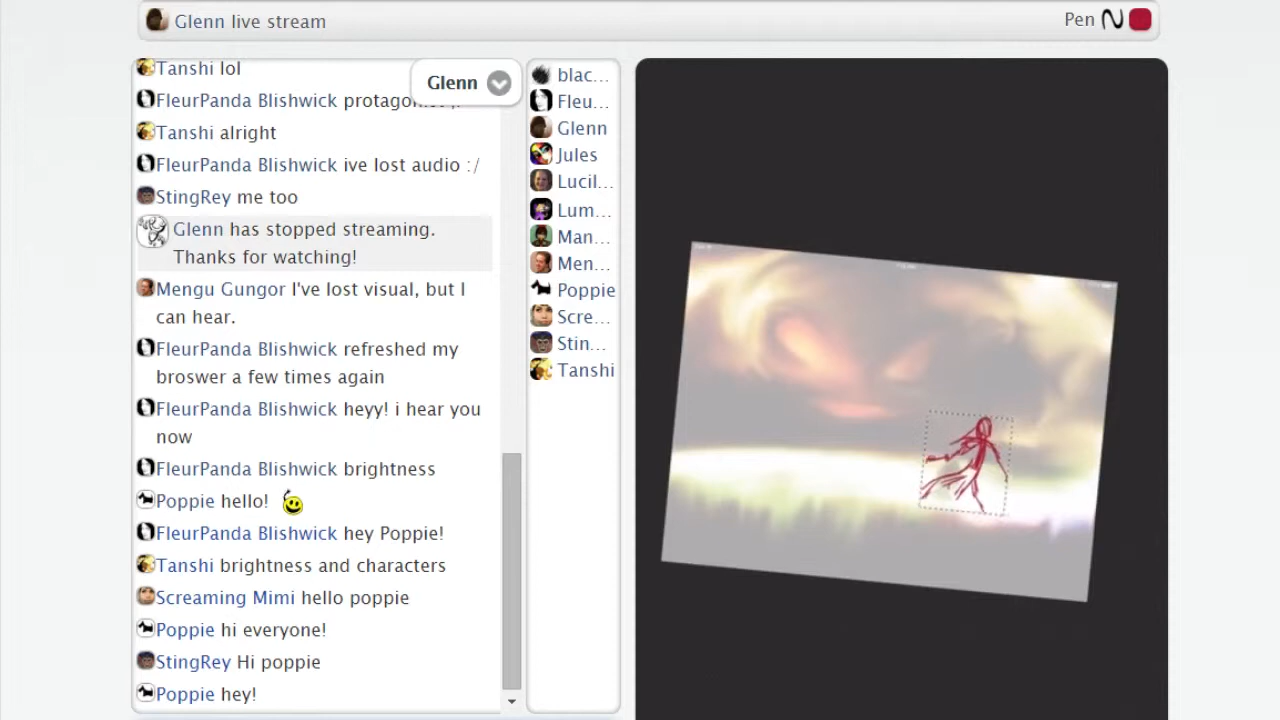 Glenn live stream
Pen
Tanshi lol
Glenn
FleurPanda Blishwick
Tanshi alright
FleurPanda Blishwick ive lost audio :/
StingRey me too
Glenn has stopped streaming.
Thanks for watching!
Mengu Gungor I've lost visual, but I
can hear.
FleurPanda Blishwick refreshed my
broswer a few times again
FleurPanda Blishwick heyy! i hear you
now
FleurPanda Blishwick brightness
Poppie hello!
FleurPanda Blishwick hey Poppie!
Tanshi brightness and characters
Screaming Mimi hello poppie
Poppie hi everyone!
StingRey Hi poppie
Poppie hey!
blac...
Fleu...
Glenn
Jules
Lucil...
Lum...
Man...
Men...
Poppie
Scre...
Stin...
Tanshi